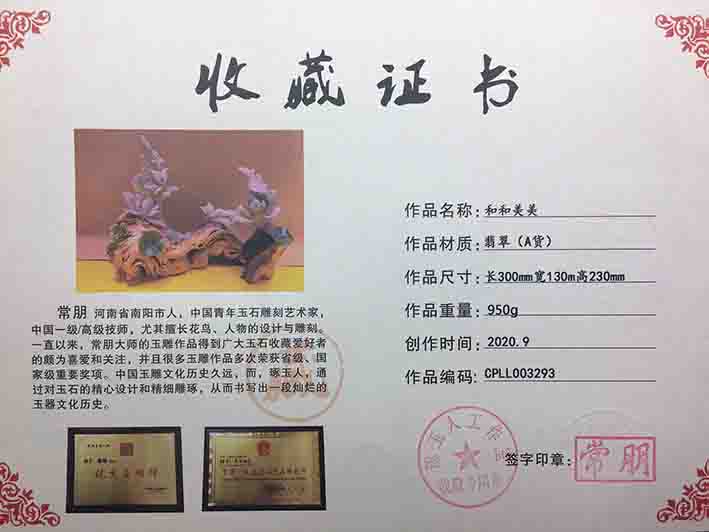 收藏证书
作品名称：和和美美
作品材质：翡翠（A货）
作品尺寸：长300mm宽130m高230mm
作品重量：950g
创作时间：2020.9
作品编码：CPLL003293
常朋 河南省南阳市人，中国青年玉石雕刻艺术家，
中国一级/高级技师，尤其擅长花鸟、人物的设计与雕刻。
一直以来，常朋大师的玉雕作品得到广大玉石收藏爱好者
的颇为喜爱和关注，并且很多玉雕作品多次荣获省级、国
家级重要奖项。中国玉雕文化历史久远，而，琢玉人，通
过对玉石的精心设计和精细雕琢，从而书写出一段灿烂的
玉器文化历史。
签字印章：
常朋